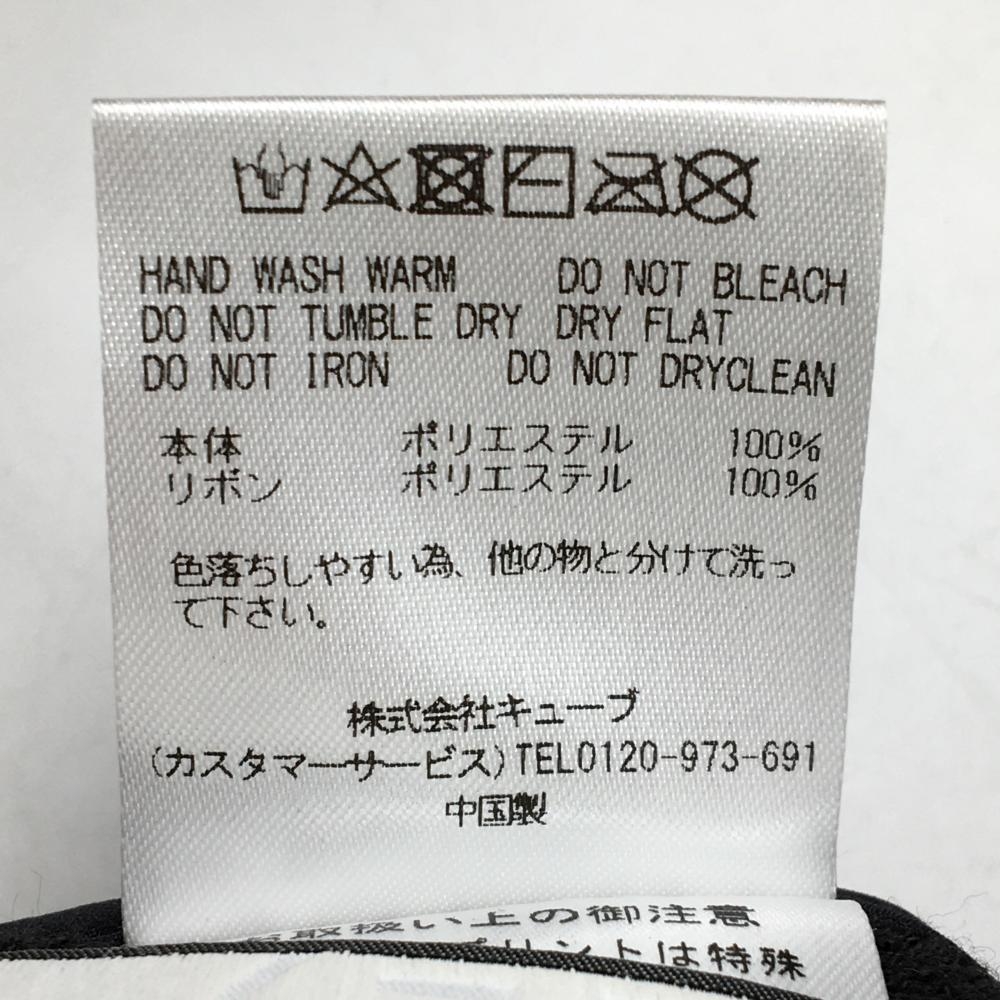 HAND WASH WARM DO NOT BLEACH
DO NOT TUMBLE DRY DRY FLAT
DO NOT IRON DO NOT DRYCLEAN
本体 ポリエステル 100%
リボン ポリエステル 100%
色落ちしやすい為、他の物と分けて洗っ
て下さい。
株式会社キューブ
(カスタマーサービス)TEL0120-973-691
中国製
取扱い上の御注意
プリントは特殊